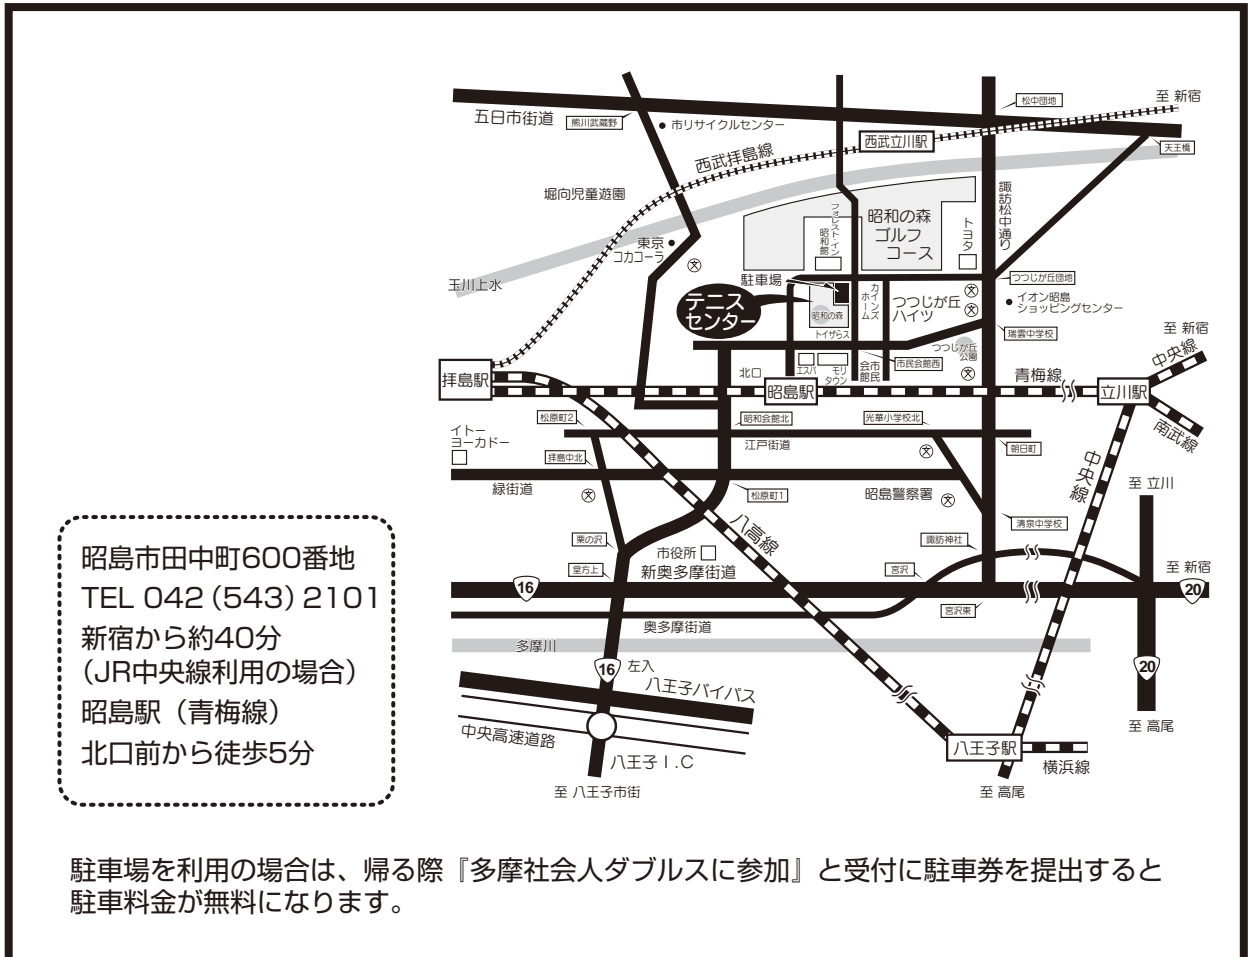 至 新宿
松中団地
五日市街道
熊川武蔵野
市リサイクルセンター
西武立川駅
天王橋
西武拝島線
堀向児童遊園
諏訪松中通り
フォレスト・イン
昭和館
昭和の森
ゴルフ
コース
トヨタ
東京
コカコーラ
文
玉川上水
駐車場
つつじが丘団地
テニス
センター
昭和の森
カインズ
ホームズ
つつじが丘
ハイツ
文
文
イオン昭島
ショッピングセンター
トイザらス
瑞雲中学校
至 新宿
つつじが丘
公園
中央線
拝島駅
北口
エスパ
モリ
タウン
市民
会館
市民会館西
文
青梅線
昭島駅
立川駅
南武線
松原町2
昭和会館北
光華小学校北
イトー
ヨーカドー
江戸街道
朝日町
拝島中北
文
中央線
緑街道
文
松原町1
昭島警察署
文
至 立川
八高線
清泉中学校
栗の沢
市役所
諏訪神社
堂方上
新奥多摩街道
宮沢
至 新宿
16
20
宮沢東
奥多摩街道
多摩川
16
左入
20
八王子バイパス
中央高速道路
至 高尾
八王子駅
八王子I.C
横浜線
至 八王子市街
至 高尾
昭島市田中町600番地
TEL 042(543)2101
新宿から約40分
(JR中央線利用の場合)
昭島駅（青梅線）
北口前から徒歩5分
駐車場を利用の場合は、帰る際『多摩社会人ダブルスに参加』と受付に駐車券を提出すると
駐車料金が無料になります。